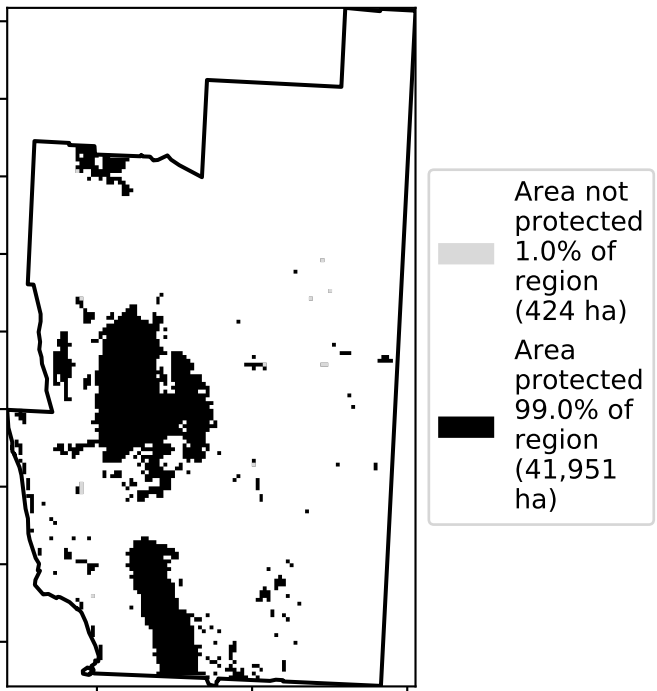 Area not
protected
1.0% of
region
(424 ha)
Area
protected
99.0% of
region
(41,951
ha)